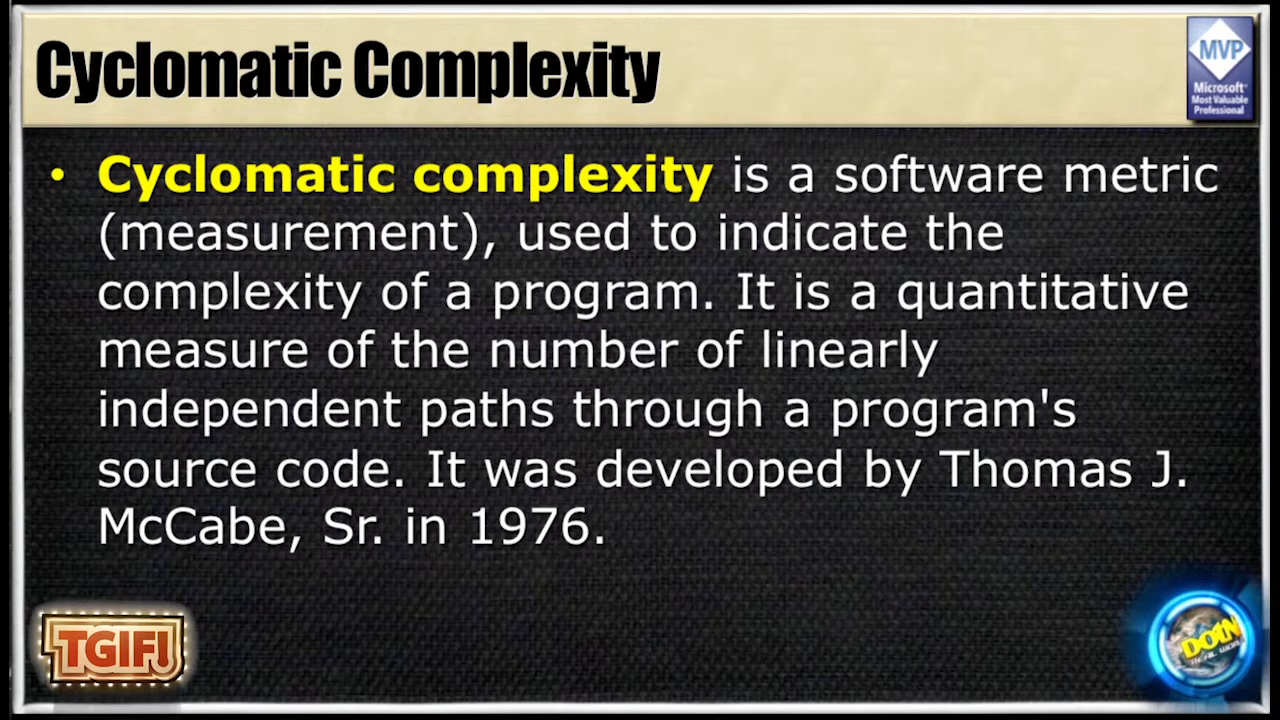 Cyclomatic Complexity
MVP
Microsoft®
Most Valuable
Professional
• Cyclomatic complexity is a software metric
(measurement), used to indicate the
complexity of a program. It is a quantitative
measure of the number of linearly
independent paths through a program's
source code. It was developed by Thomas J.
McCabe, Sr. in 1976.
TGIFJ
REAL WORLD